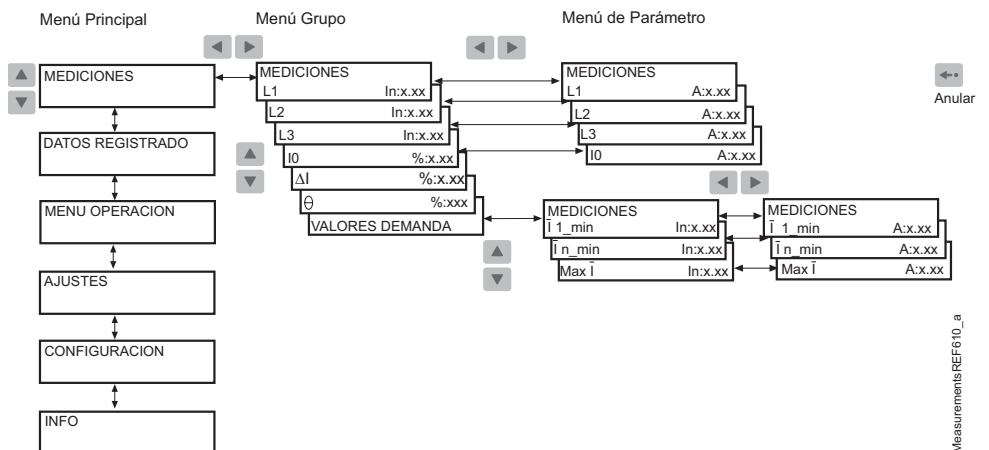 Menú Principal
Menú Grupo
Menú de Parámetro
MEDICIONES
DATOS REGISTRADO
MENU OPERACION
AJUSTES
CONFIGURACION
INFO
MEDICIONES
L1 In:x.xx
L2 In:x.xx
L3 In:x.xx
I0 %:x.xx
ΔI %:x.xx
θ %:xxx
VALORES DEMANDA
MEDICIONES
L1 A:x.xx
L2 A:x.xx
L3 A:x.xx
I0 A:x.xx
MEDICIONES
Ī 1_min In:x.xx
Ī n_min In:x.xx
Max Ī In:x.xx
MEDICIONES
Ī 1_min A:x.xx
Ī n_min A:x.xx
Max Ī A:x.xx
Anular
MeasurementsREF610_a